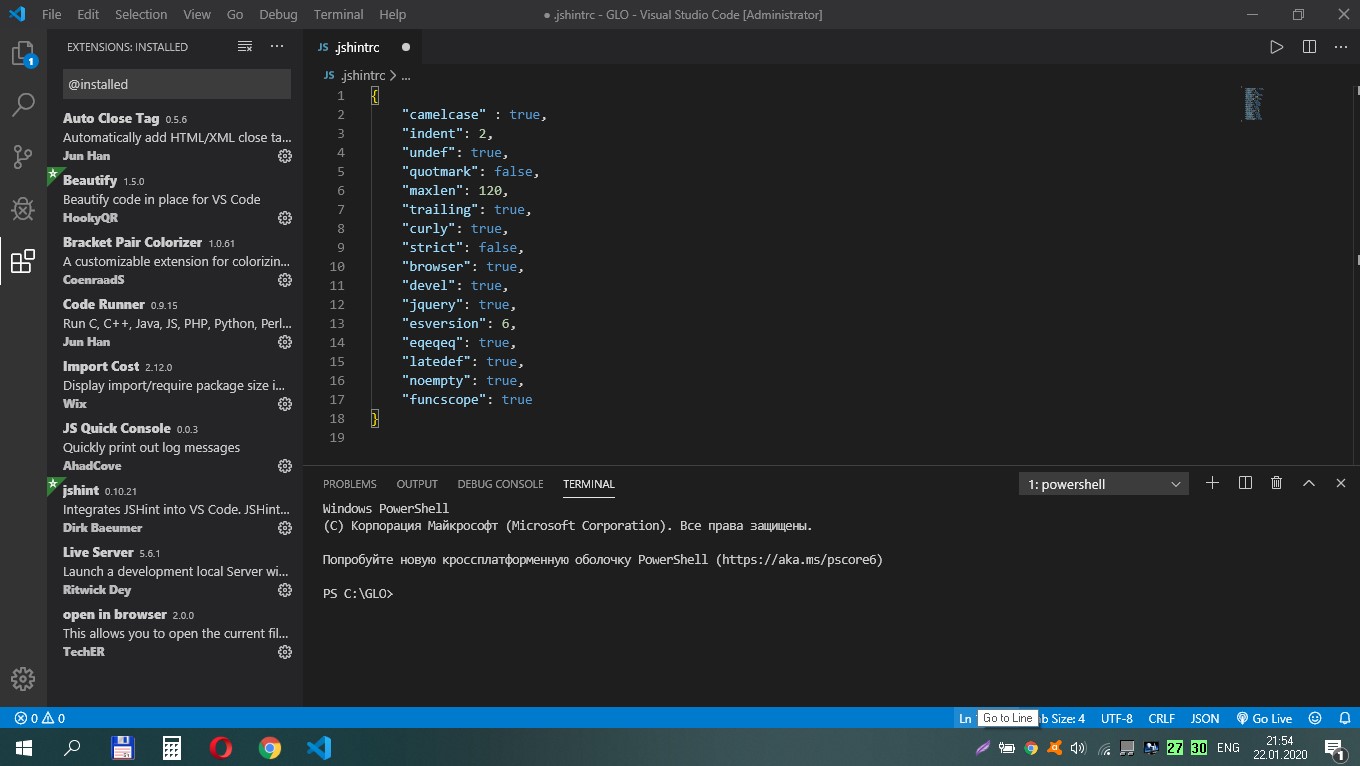 File Edit Selection View Go Debug Terminal Help
● .jshintrc - GLO - Visual Studio Code [Administrator]
1
EXTENSIONS: INSTALLED
@installed
Auto Close Tag 0.5.6
Automatically add HTML/XML close ta...
Jun Han
Beautify 1.5.0
Beautify code in place for VS Code
HookyQR
Bracket Pair Colorizer 1.0.61
A customizable extension for colorizin...
CoenraadS
Code Runner 0.9.15
Run C, C++, Java, JS, PHP, Python, Perl...
Jun Han
Import Cost 2.12.0
Display import/require package size i...
Wix
JS Quick Console 0.0.3
Quickly print out log messages
AhadCove
jshint 0.10.21
Integrates JSHint into VS Code. JSHint...
Dirk Baeumer
Live Server 5.6.1
Launch a development local Server wi...
Ritwick Dey
open in browser 2.0.0
This allows you to open the current fil...
TechER
JS .jshintrc ●
JS .jshintrc > ...
1 {
2 "camelcase" : true,
3 "indent": 2,
4 "undef": true,
5 "quotmark": false,
6 "maxlen": 120,
7 "trailing": true,
8 "curly": true,
9 "strict": false,
10 "browser": true,
11 "devel": true,
12 "jquery": true,
13 "esversion": 6,
14 "eqeqeq": true,
15 "latedef": true,
16 "noempty": true,
17 "funcscope": true
18 }
19
PROBLEMS OUTPUT DEBUG CONSOLE TERMINAL
1: powershell
Windows PowerShell
(C) Корпорация Майкрософт (Microsoft Corporation). Все права защищены.
Попробуйте новую кроссплатформенную оболочку PowerShell (https://aka.ms/pscore6)
PS C:\GLO>
0 0
Ln Go to Line b Size: 4 UTF-8 CRLF JSON Go Live
27 30 ENG
21:54
22.01.2020
1